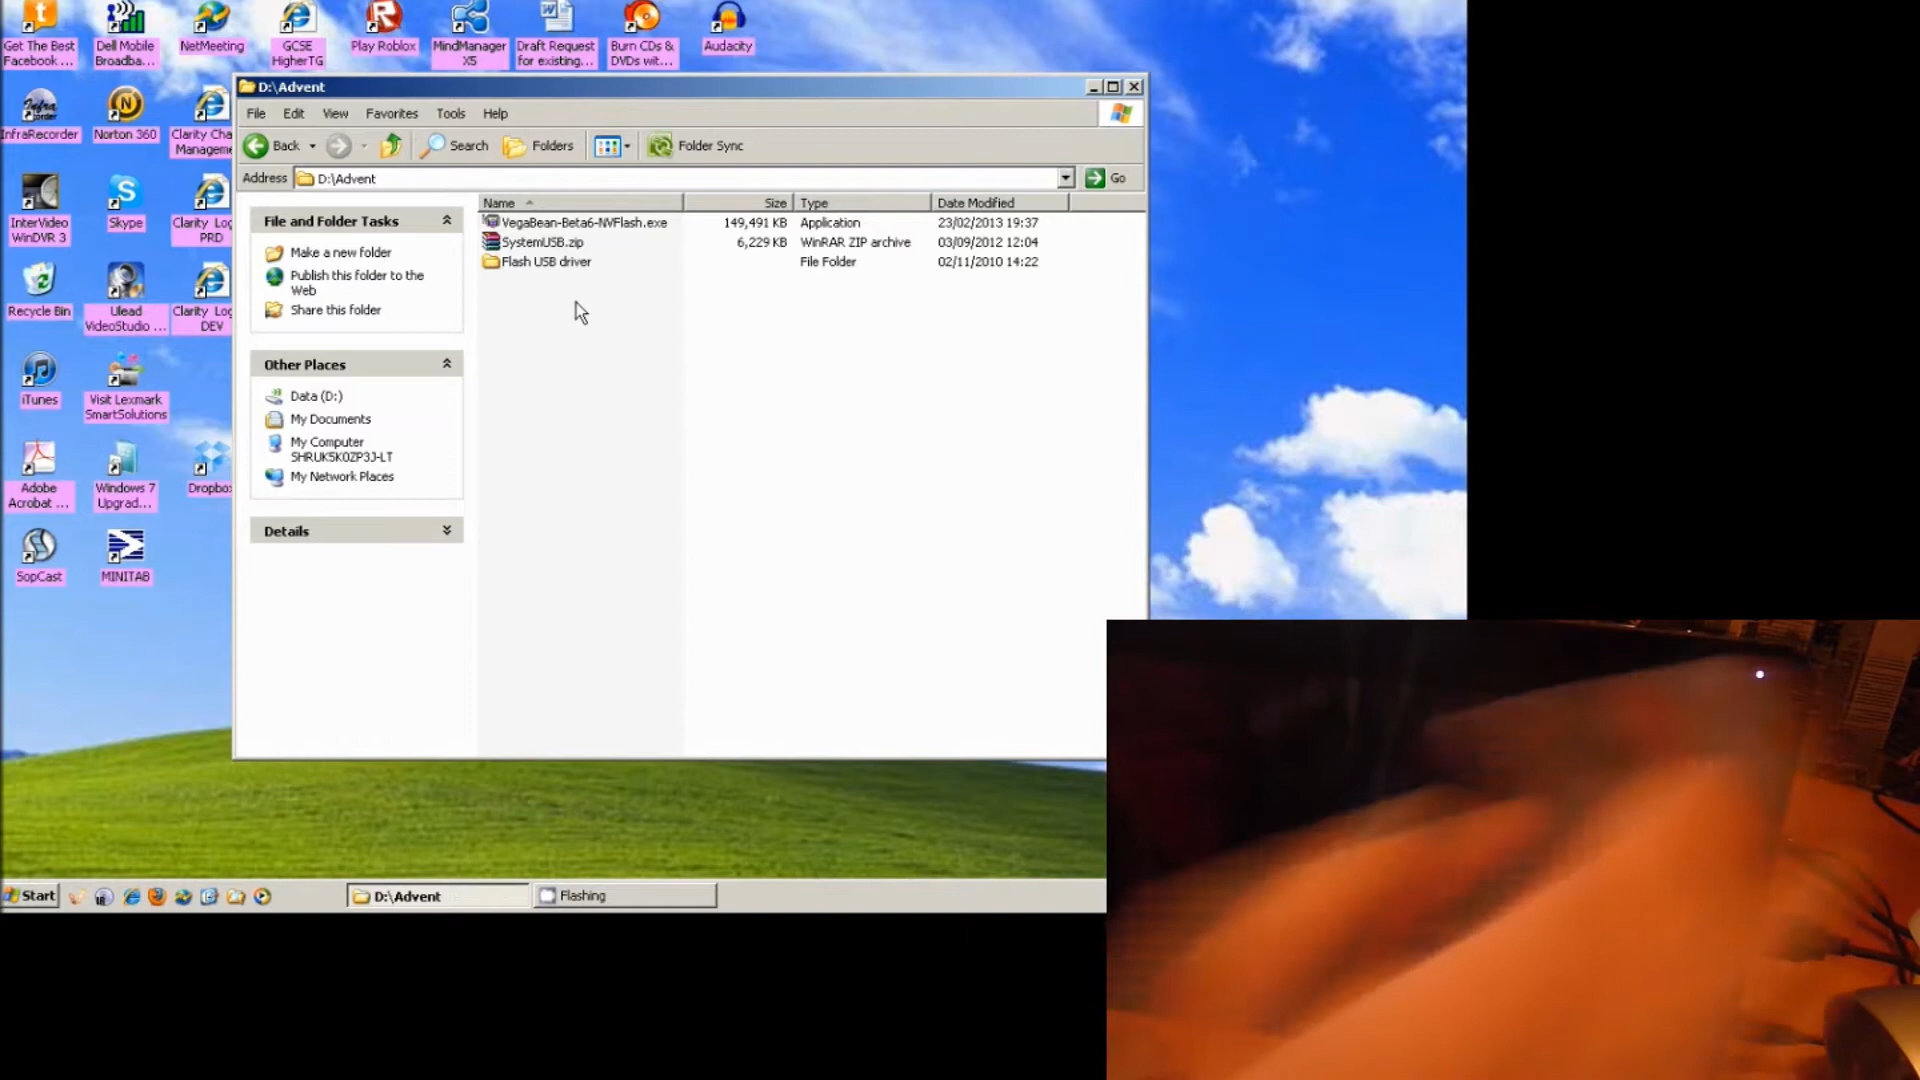 Get The Best
Facebook ...
Dell Mobile
Broadba...
NetMeeting
GCSE
HigherTG
Play Roblox
MindManager
X5
Draft Request
for existing...
Burn CDs &
DVDs wit...
Audacity
InfraRecorder
Norton 360
Clarity Cha
Manageme
InterVideo
WinDVR 3
Skype
Clarity Log
PRD
Recycle Bin
Ulead
VideoStudio ...
Clarity Log
DEV
iTunes
Visit Lexmark
SmartSolutions
Adobe
Acrobat ...
Windows 7
Upgrad...
Dropbo
SopCast
MINITAB
D:\Advent
File Edit View Favorites Tools Help
Back Search Folders Folder Sync
Address D:\Advent Go
File and Folder Tasks
Make a new folder
Publish this folder to the
Web
Share this folder
Other Places
Data (D:)
My Documents
My Computer
SHRUK5K0ZP3J-LT
My Network Places
Details
Name Size Type Date Modified
VegaBean-Beta6-NVFlash.exe 149,491 KB Application 23/02/2013 19:37
SystemUSB.zip 6,229 KB WinRAR ZIP archive 03/09/2012 12:04
Flash USB driver File Folder 02/11/2010 14:22
Start D:\Advent Flashing